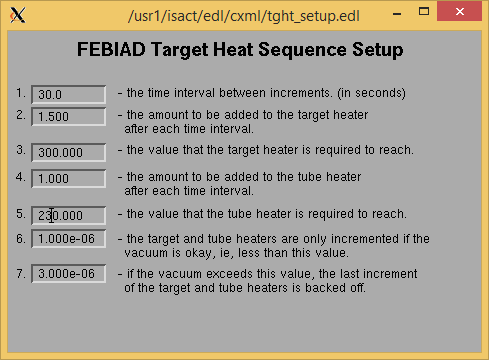 /usr1/isact/edl/cxml/tght_setup.edl
FEBIAD Target Heat Sequence Setup
1. 30.0 - the time interval between increments. (in seconds)
2. 1.500 - the amount to be added to the target heater
after each time interval.
3. 300.000 - the value that the target heater is required to reach.
4. 1.000 - the amount to be added to the tube heater
after each time interval.
5. 230.000 - the value that the tube heater is required to reach.
6. 1.000e-06 - the target and tube heaters are only incremented if the
vacuum is okay, ie, less than this value.
7. 3.000e-06 - if the vacuum exceeds this value, the last increment
of the target and tube heaters is backed off.